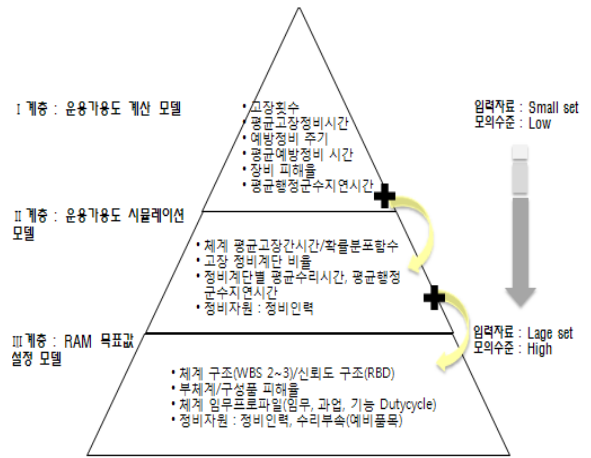 Ⅰ계층 : 운용가용도 계산 모델
• 고장횟수
• 평균고장정비시간
• 예방정비 주기
• 평균예방정비 시간
• 장비 피해율
• 평균행정군수지연시간
입력자료 : Small set
모의수준 : Low
Ⅱ계층 : 운용가용도 시뮬레이션
모델
• 체계 평균고장간시간/확률분포함수
• 고장 정비계단 비율
• 정비계단별 평균수리시간, 평균행정
군수지연시간
• 정비자원 : 정비인력
Ⅲ계층 : RAM 목표값
설정 모델
입력자료 : Lage set
모의수준 : High
• 체계 구조(WBS 2~3)/신뢰도 구조(RBD)
• 부체계/구성품 피해율
• 체계 임무프로파일(임무, 과업, 기능 Dutycycle)
• 정비자원 : 정비인력, 수리부속(예비품목)